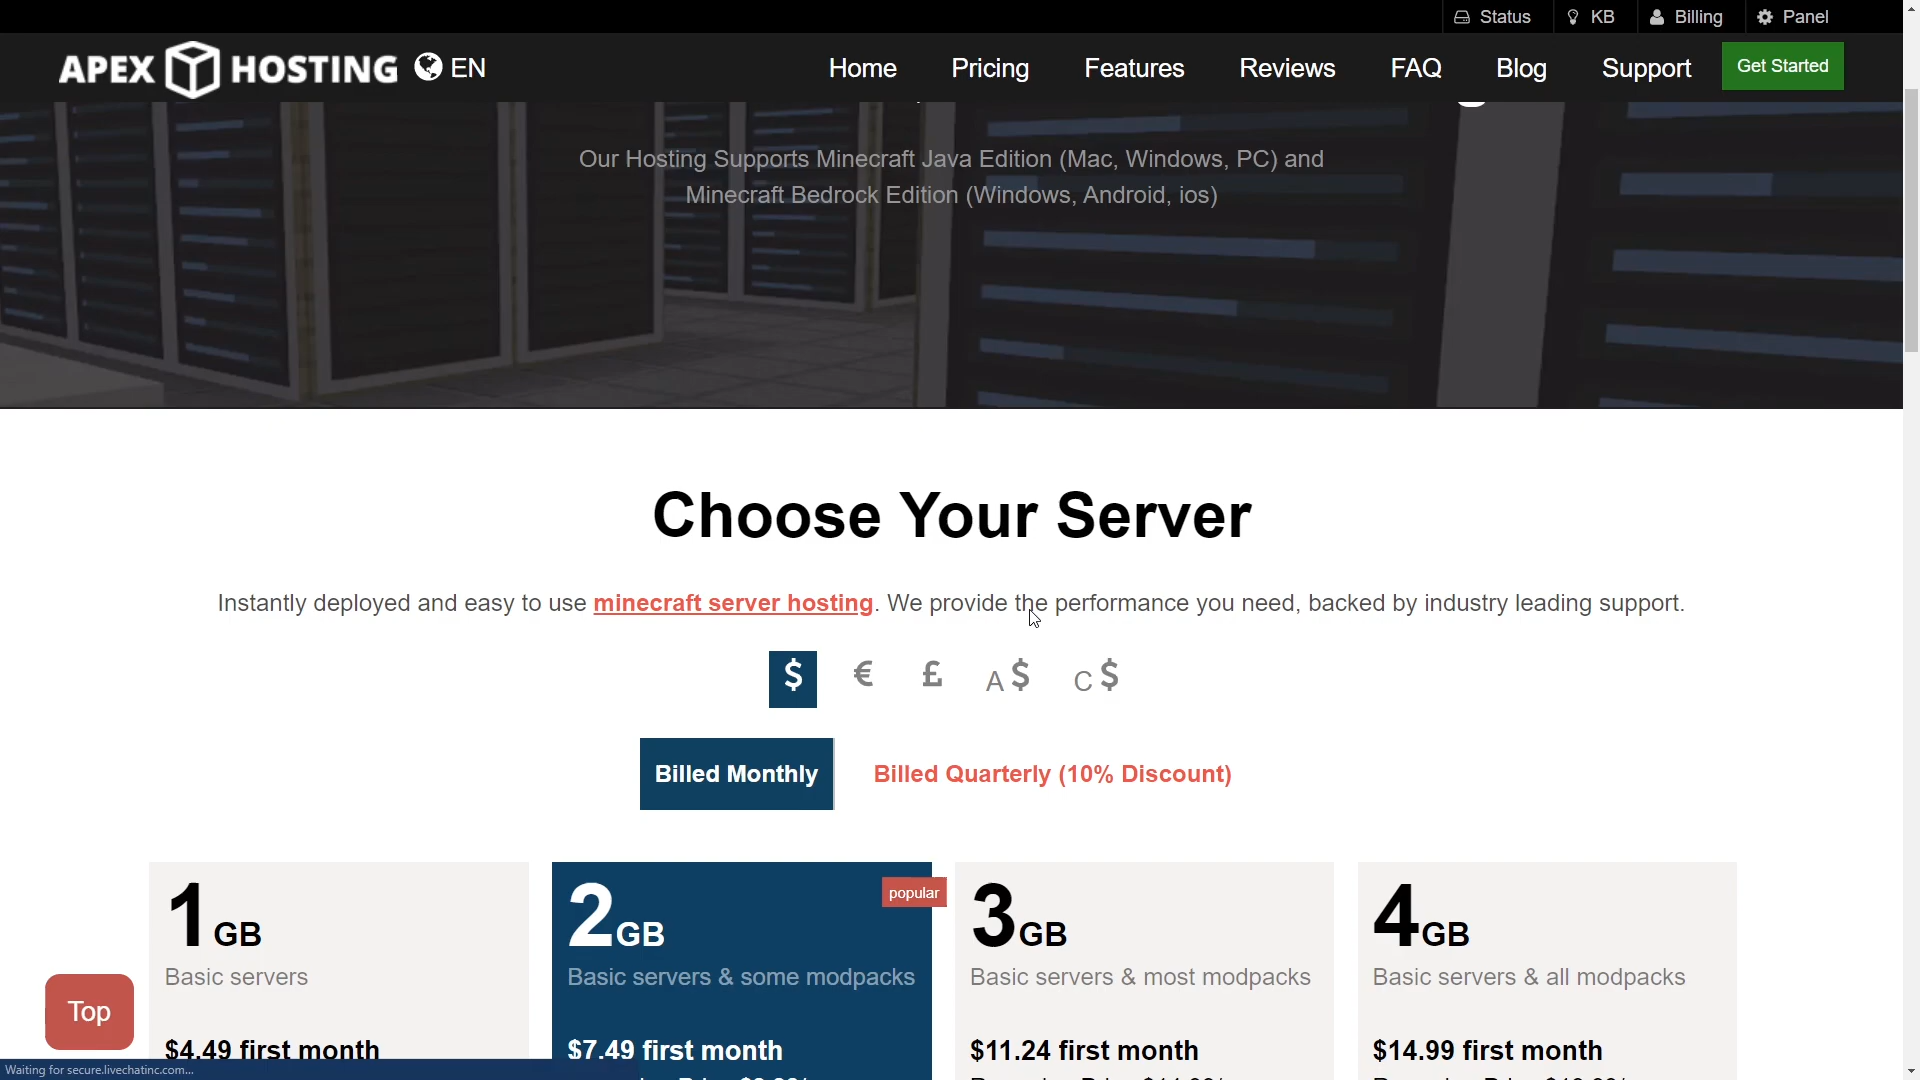 Status KB Billing Panel
APEX HOSTING EN Home Pricing Features Reviews FAQ Blog Support Get Started
Our Hosting Supports Minecraft Java Edition (Mac, Windows, PC) and
Minecraft Bedrock Edition (Windows, Android, ios)
Choose Your Server
Instantly deployed and easy to use minecraft server hosting. We provide the performance you need, backed by industry leading support.
$ € £ A$ C$
Billed Monthly Billed Quarterly (10% Discount)
popular
1GB 2GB 3GB 4GB
Basic servers Basic servers & some modpacks Basic servers & most modpacks Basic servers & all modpacks
Top
$4.49 first month $7.49 first month $11.24 first month $14.99 first month
Waiting for secure.livechatinc.com...